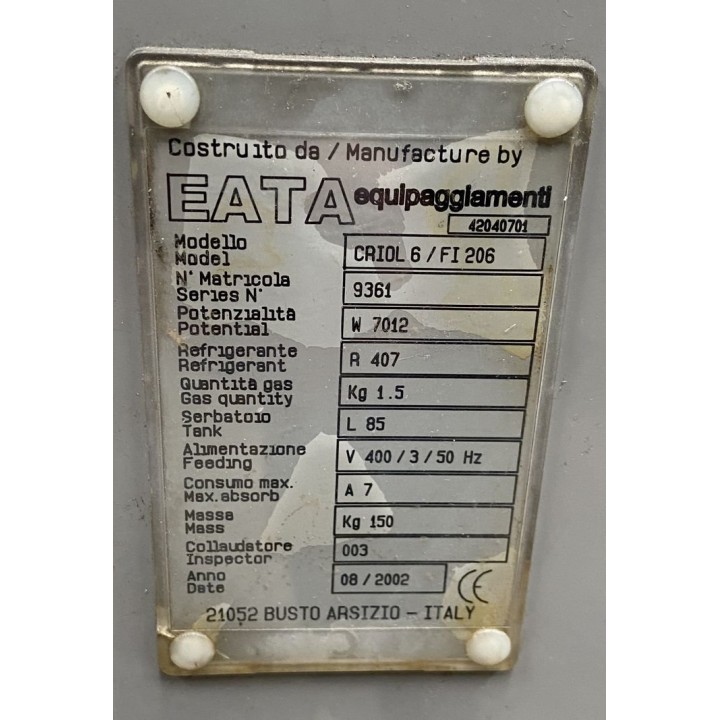 Costruito da / Manufacture by
EATA equipaggiamenti
42040701
Modello
Model
CRIOL 6 / FI 206
N° Matricola
Series N°
9361
Potenzialità
Potential
W 7012
Refrigerante
Refrigerant
R 407
Quantità gas
Gas quantity
Kg 1.5
Serbatoio
Tank
L 85
Alimentazione
Feeding
V 400 / 3 / 50 Hz
Consumo max.
Max.absorb
A 7
Massa
Mass
Kg 150
Collaudatore
Inspector
003
Anno
Date
08 / 2002
CE
21052 BUSTO ARSIZIO – ITALY